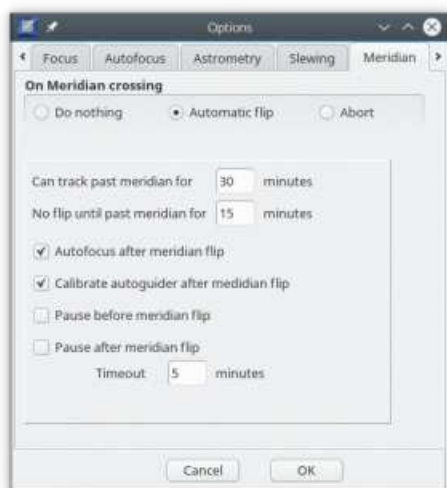 Options
Focus Autofocus Astrometry Slewing Meridian
On Meridian crossing
Do nothing Automatic flip Abort
Can track past meridian for 30 minutes
No flip until past meridian for 15 minutes
Autofocus after meridian flip
Calibrate autoguider after medidian flip
Pause before meridian flip
Pause after meridian flip
Timeout 5 minutes
Cancel OK